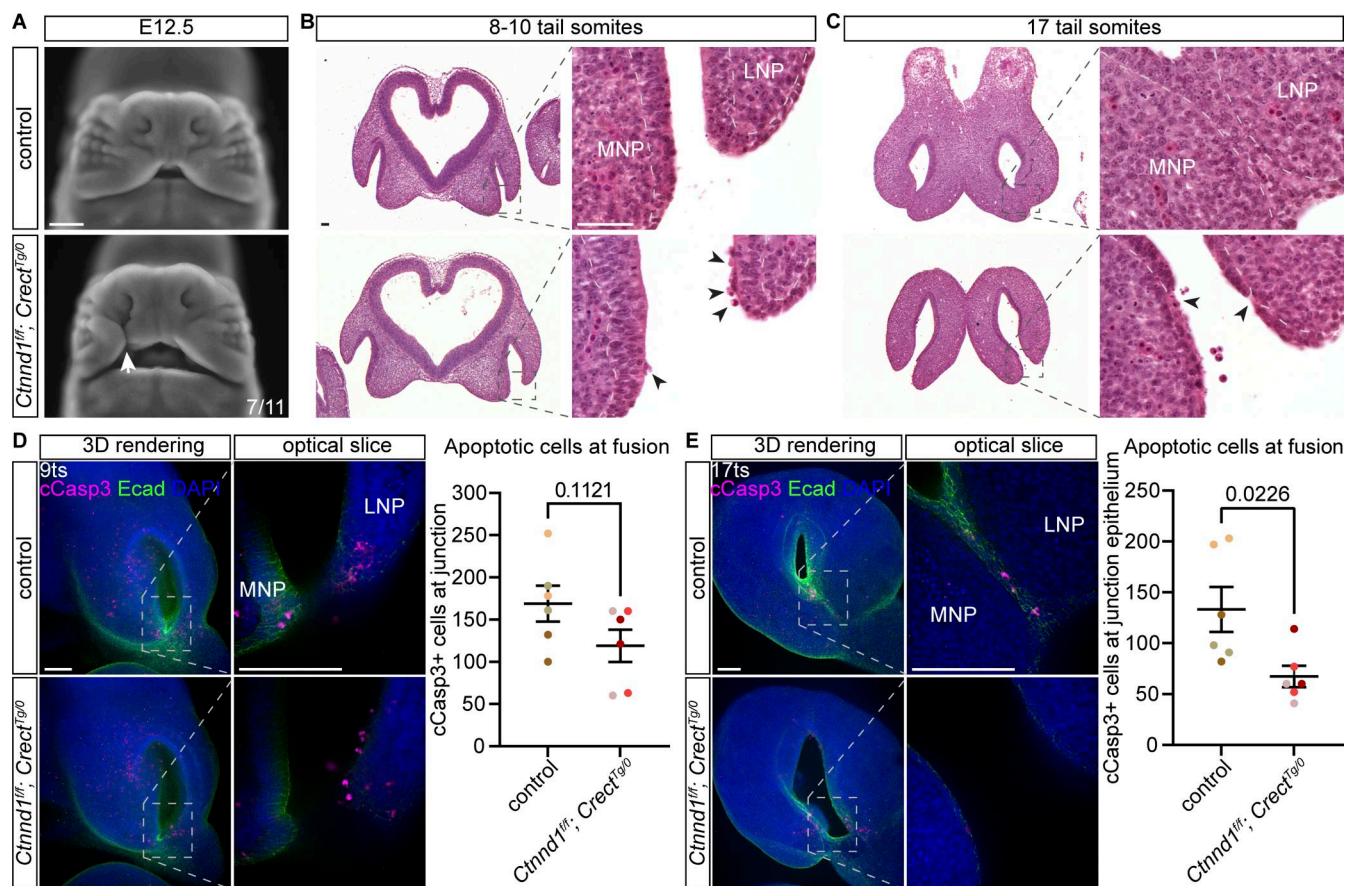 A
E12.5
control
Ctnnd1f/f; CrectTg/0
7/11
B
8-10 tail somites
LNP
MNP
C
17 tail somites
LNP
MNP
D
3D rendering
optical slice
Apoptotic cells at fusion
control
9ts
cCasp3 Ecad DAPI
LNP
MNP
Ctnnd1f/f; CrectTg/0
cCasp3+ cells at junction
300
250
200
150
100
50
0
0.1121
control
Ctnnd1f/f; CrectTg/0
E
3D rendering
optical slice
Apoptotic cells at fusion
control
17ts
cCasp3 Ecad DAPI
LNP
MNP
Ctnnd1f/f; CrectTg/0
cCasp3+ cells at junction epithelium
250
200
150
100
50
0
0.0226
control
Ctnnd1f/f; CrectTg/0